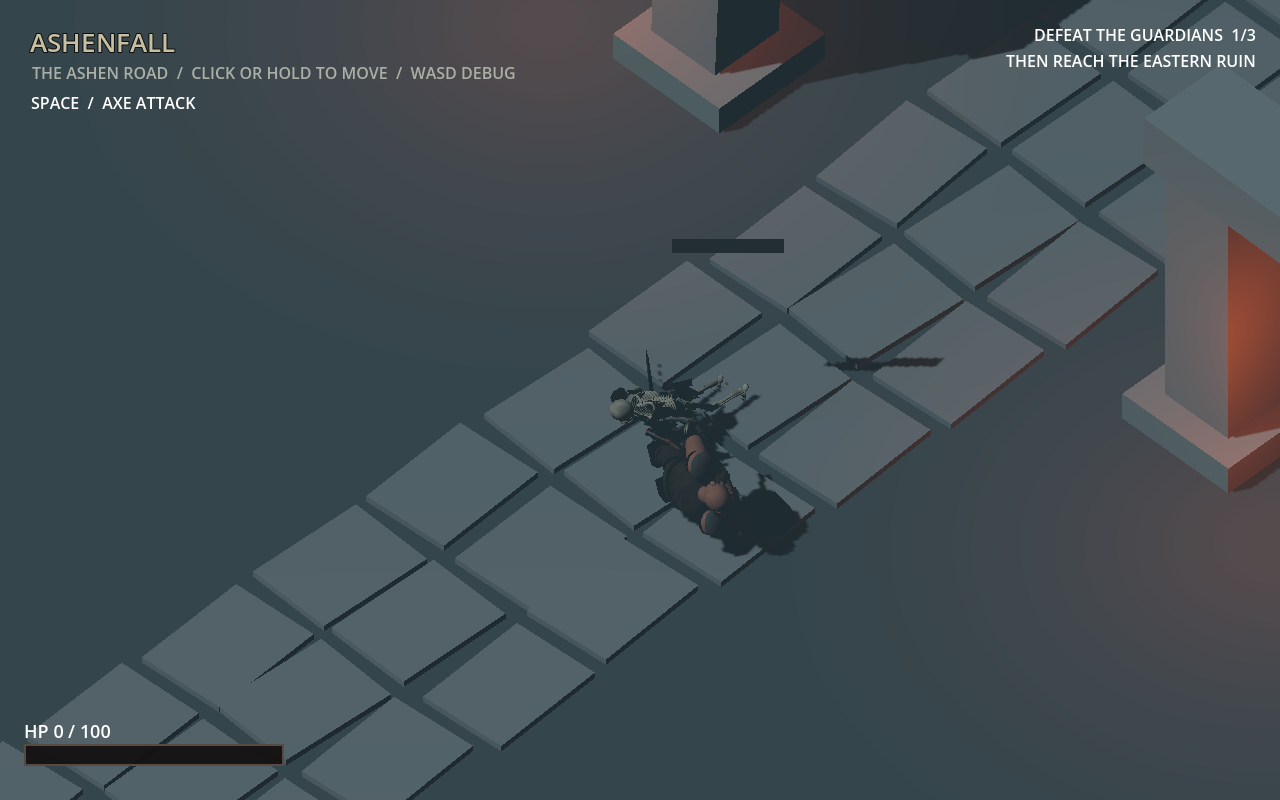 ASHENFALL
THE ASHEN ROAD / CLICK OR HOLD TO MOVE / WASD DEBUG
SPACE / AXE ATTACK
DEFEAT THE GUARDIANS 1/3
THEN REACH THE EASTERN RUIN
HP 0 / 100